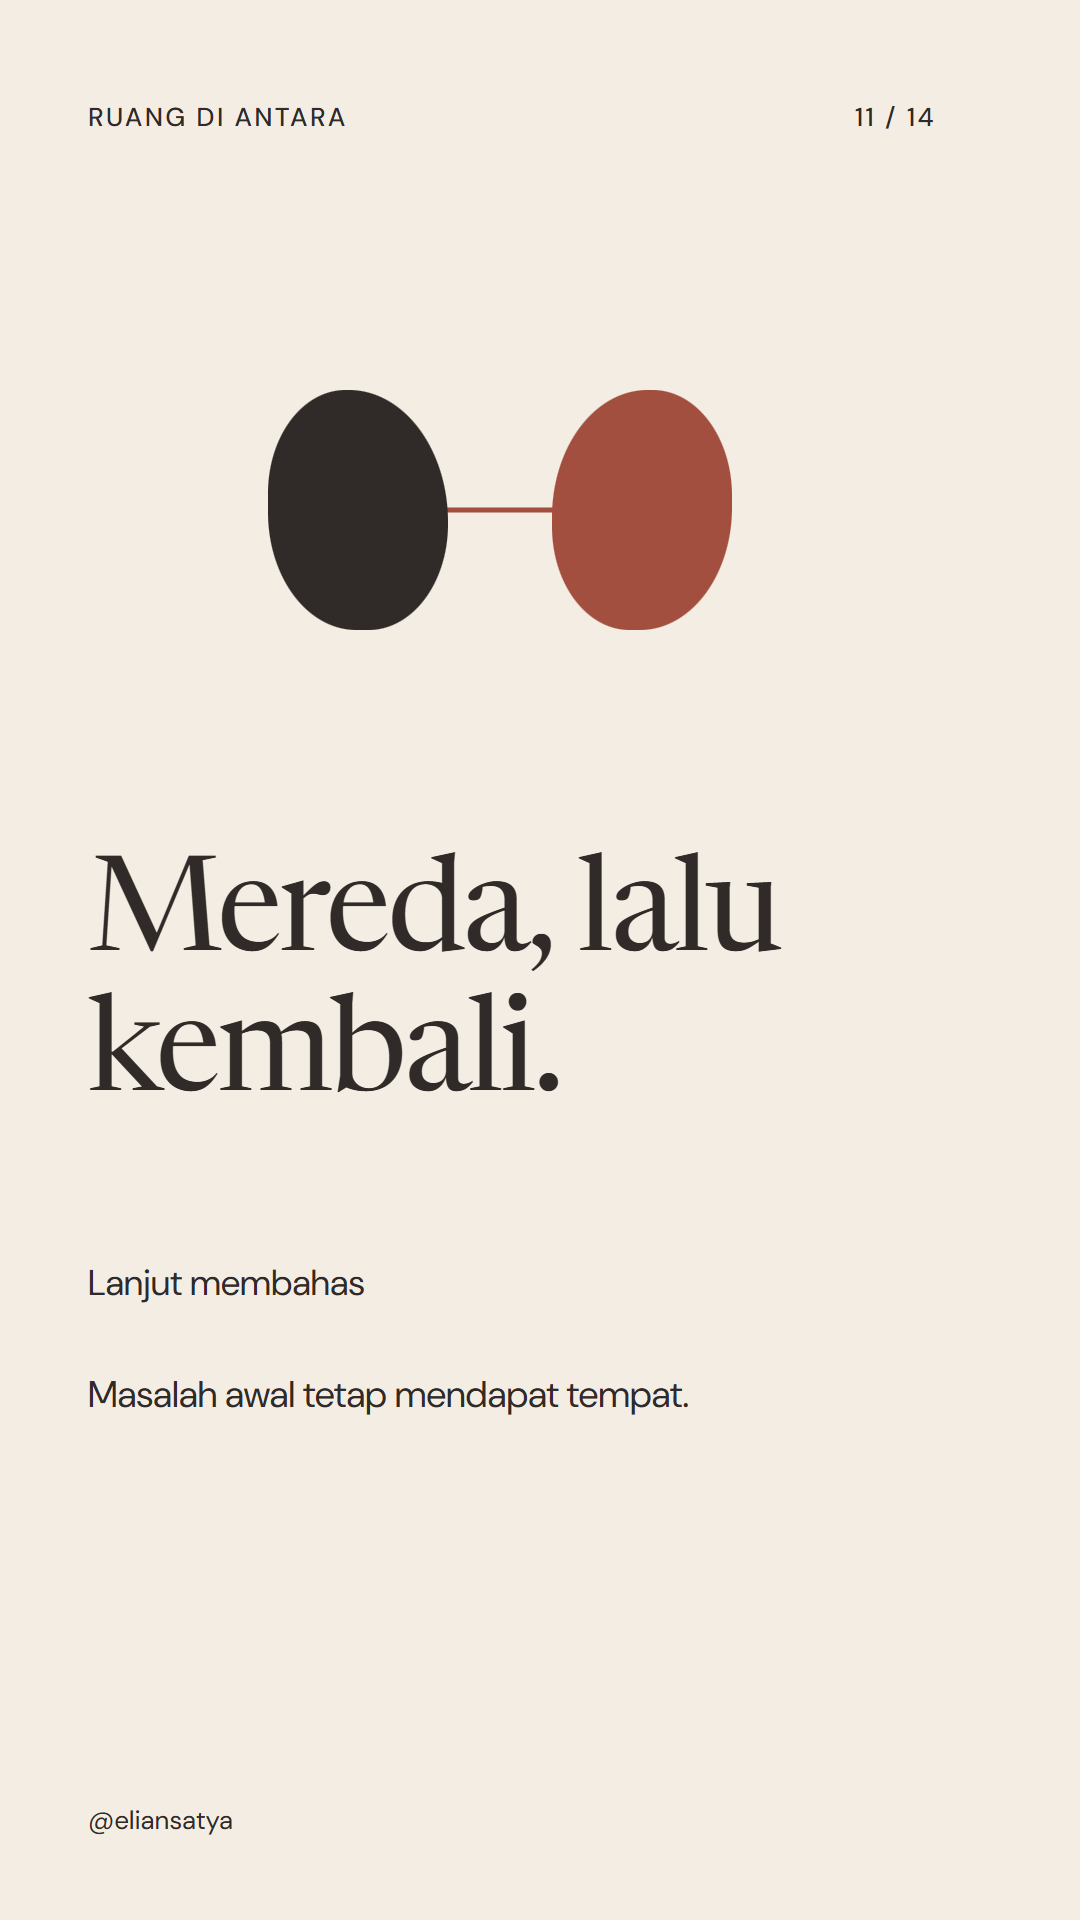 RUANG DI ANTARA
11 / 14
Mereda, lalu
kembali.
Lanjut membahas
Masalah awal tetap mendapat tempat.
@eliansatya